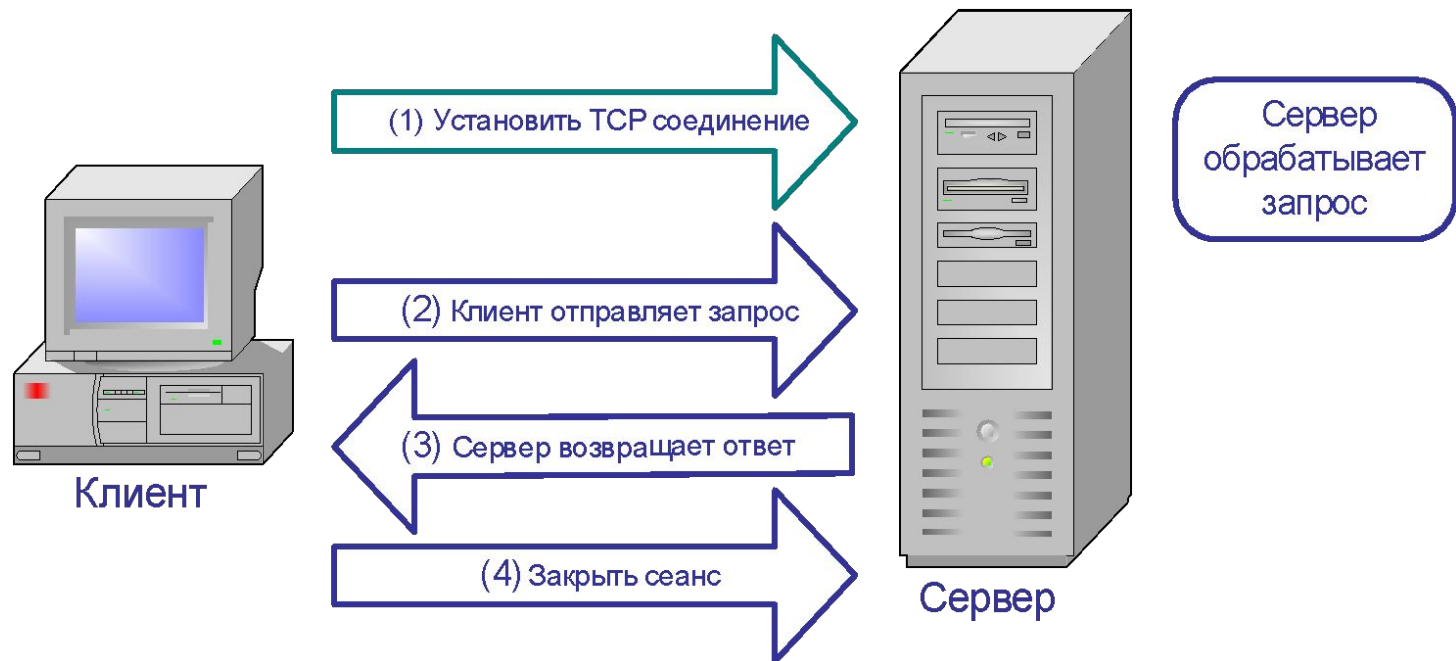 (1) Установить TCP соединение
Сервер
обрабатывает
запрос
(2) Клиент отправляет запрос
(3) Сервер возвращает ответ
Клиент
(4) Закрыть сеанс
Сервер